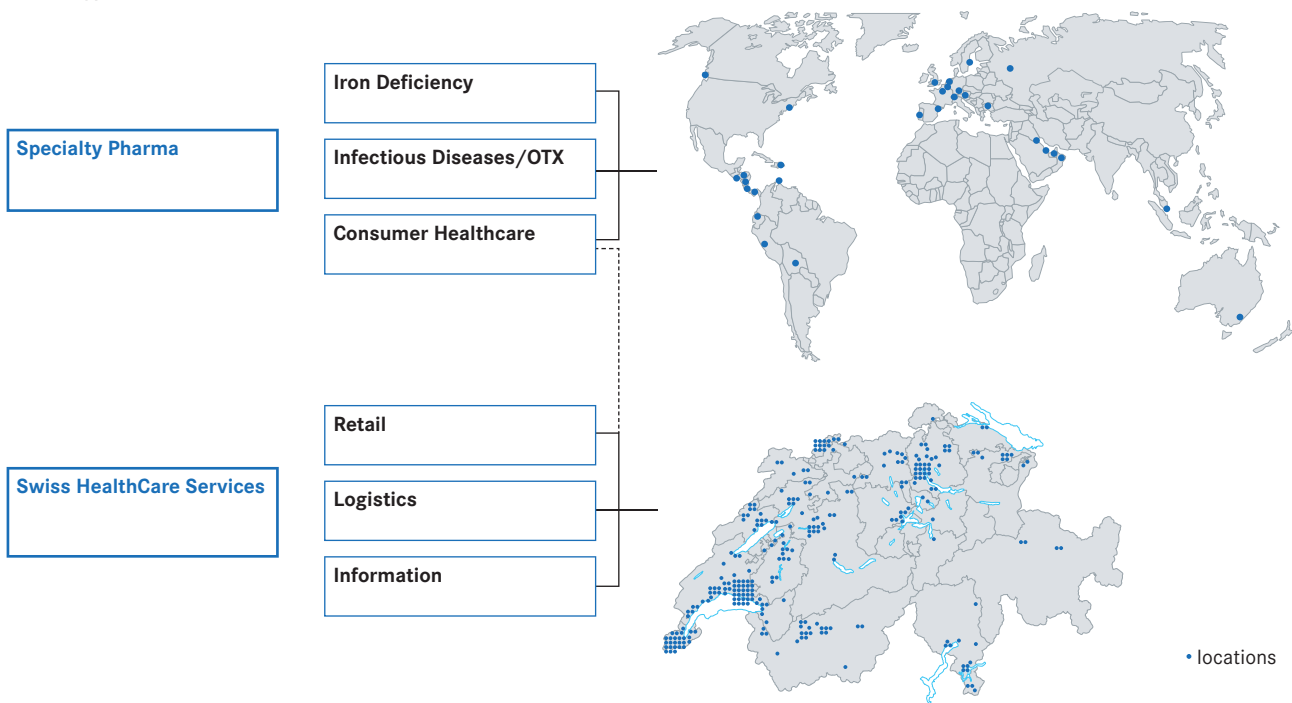 Specialty Pharma
Iron Deficiency
Infectious Diseases/OTX
Consumer Healthcare
Swiss HealthCare Services
Retail
Logistics
Information
• locations